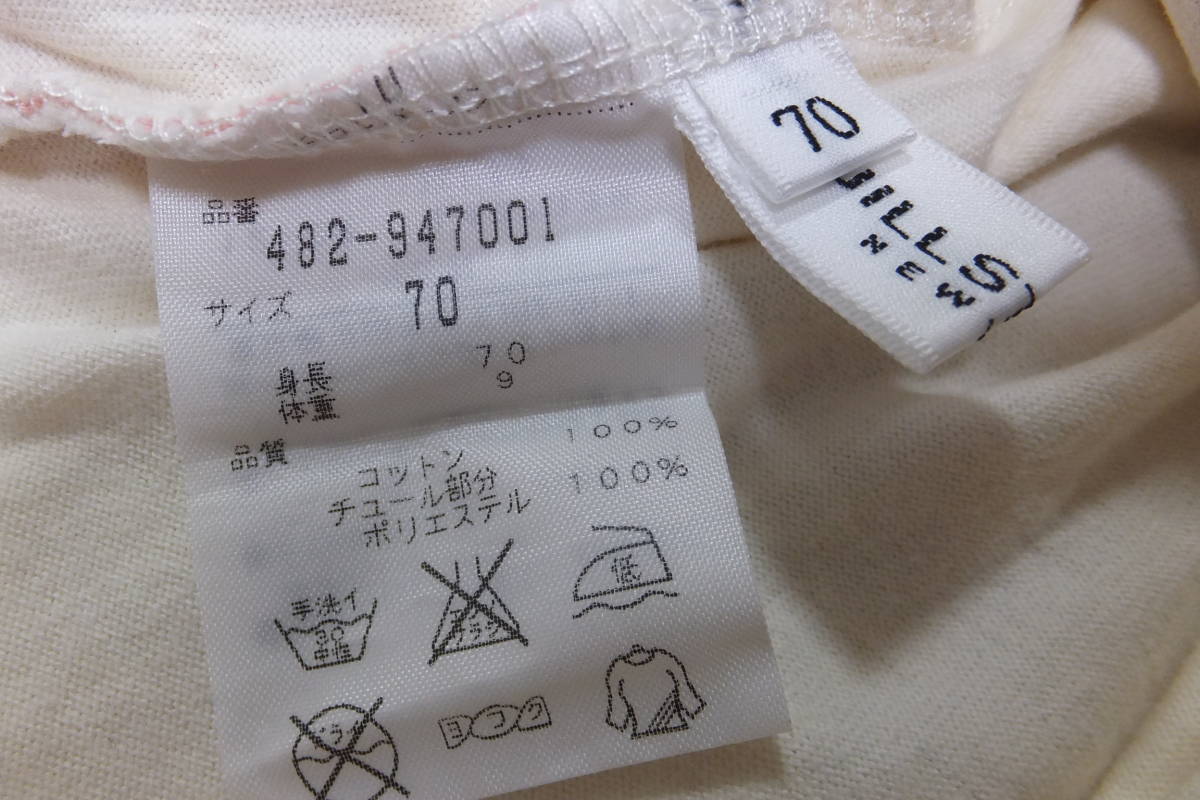 品番
482-947001
サイズ 70
身長 70
体重 9
品質
コットン 100%
チュール部分
ポリエステル 100%
手洗イ
30
低
ヨワク
70
NEW